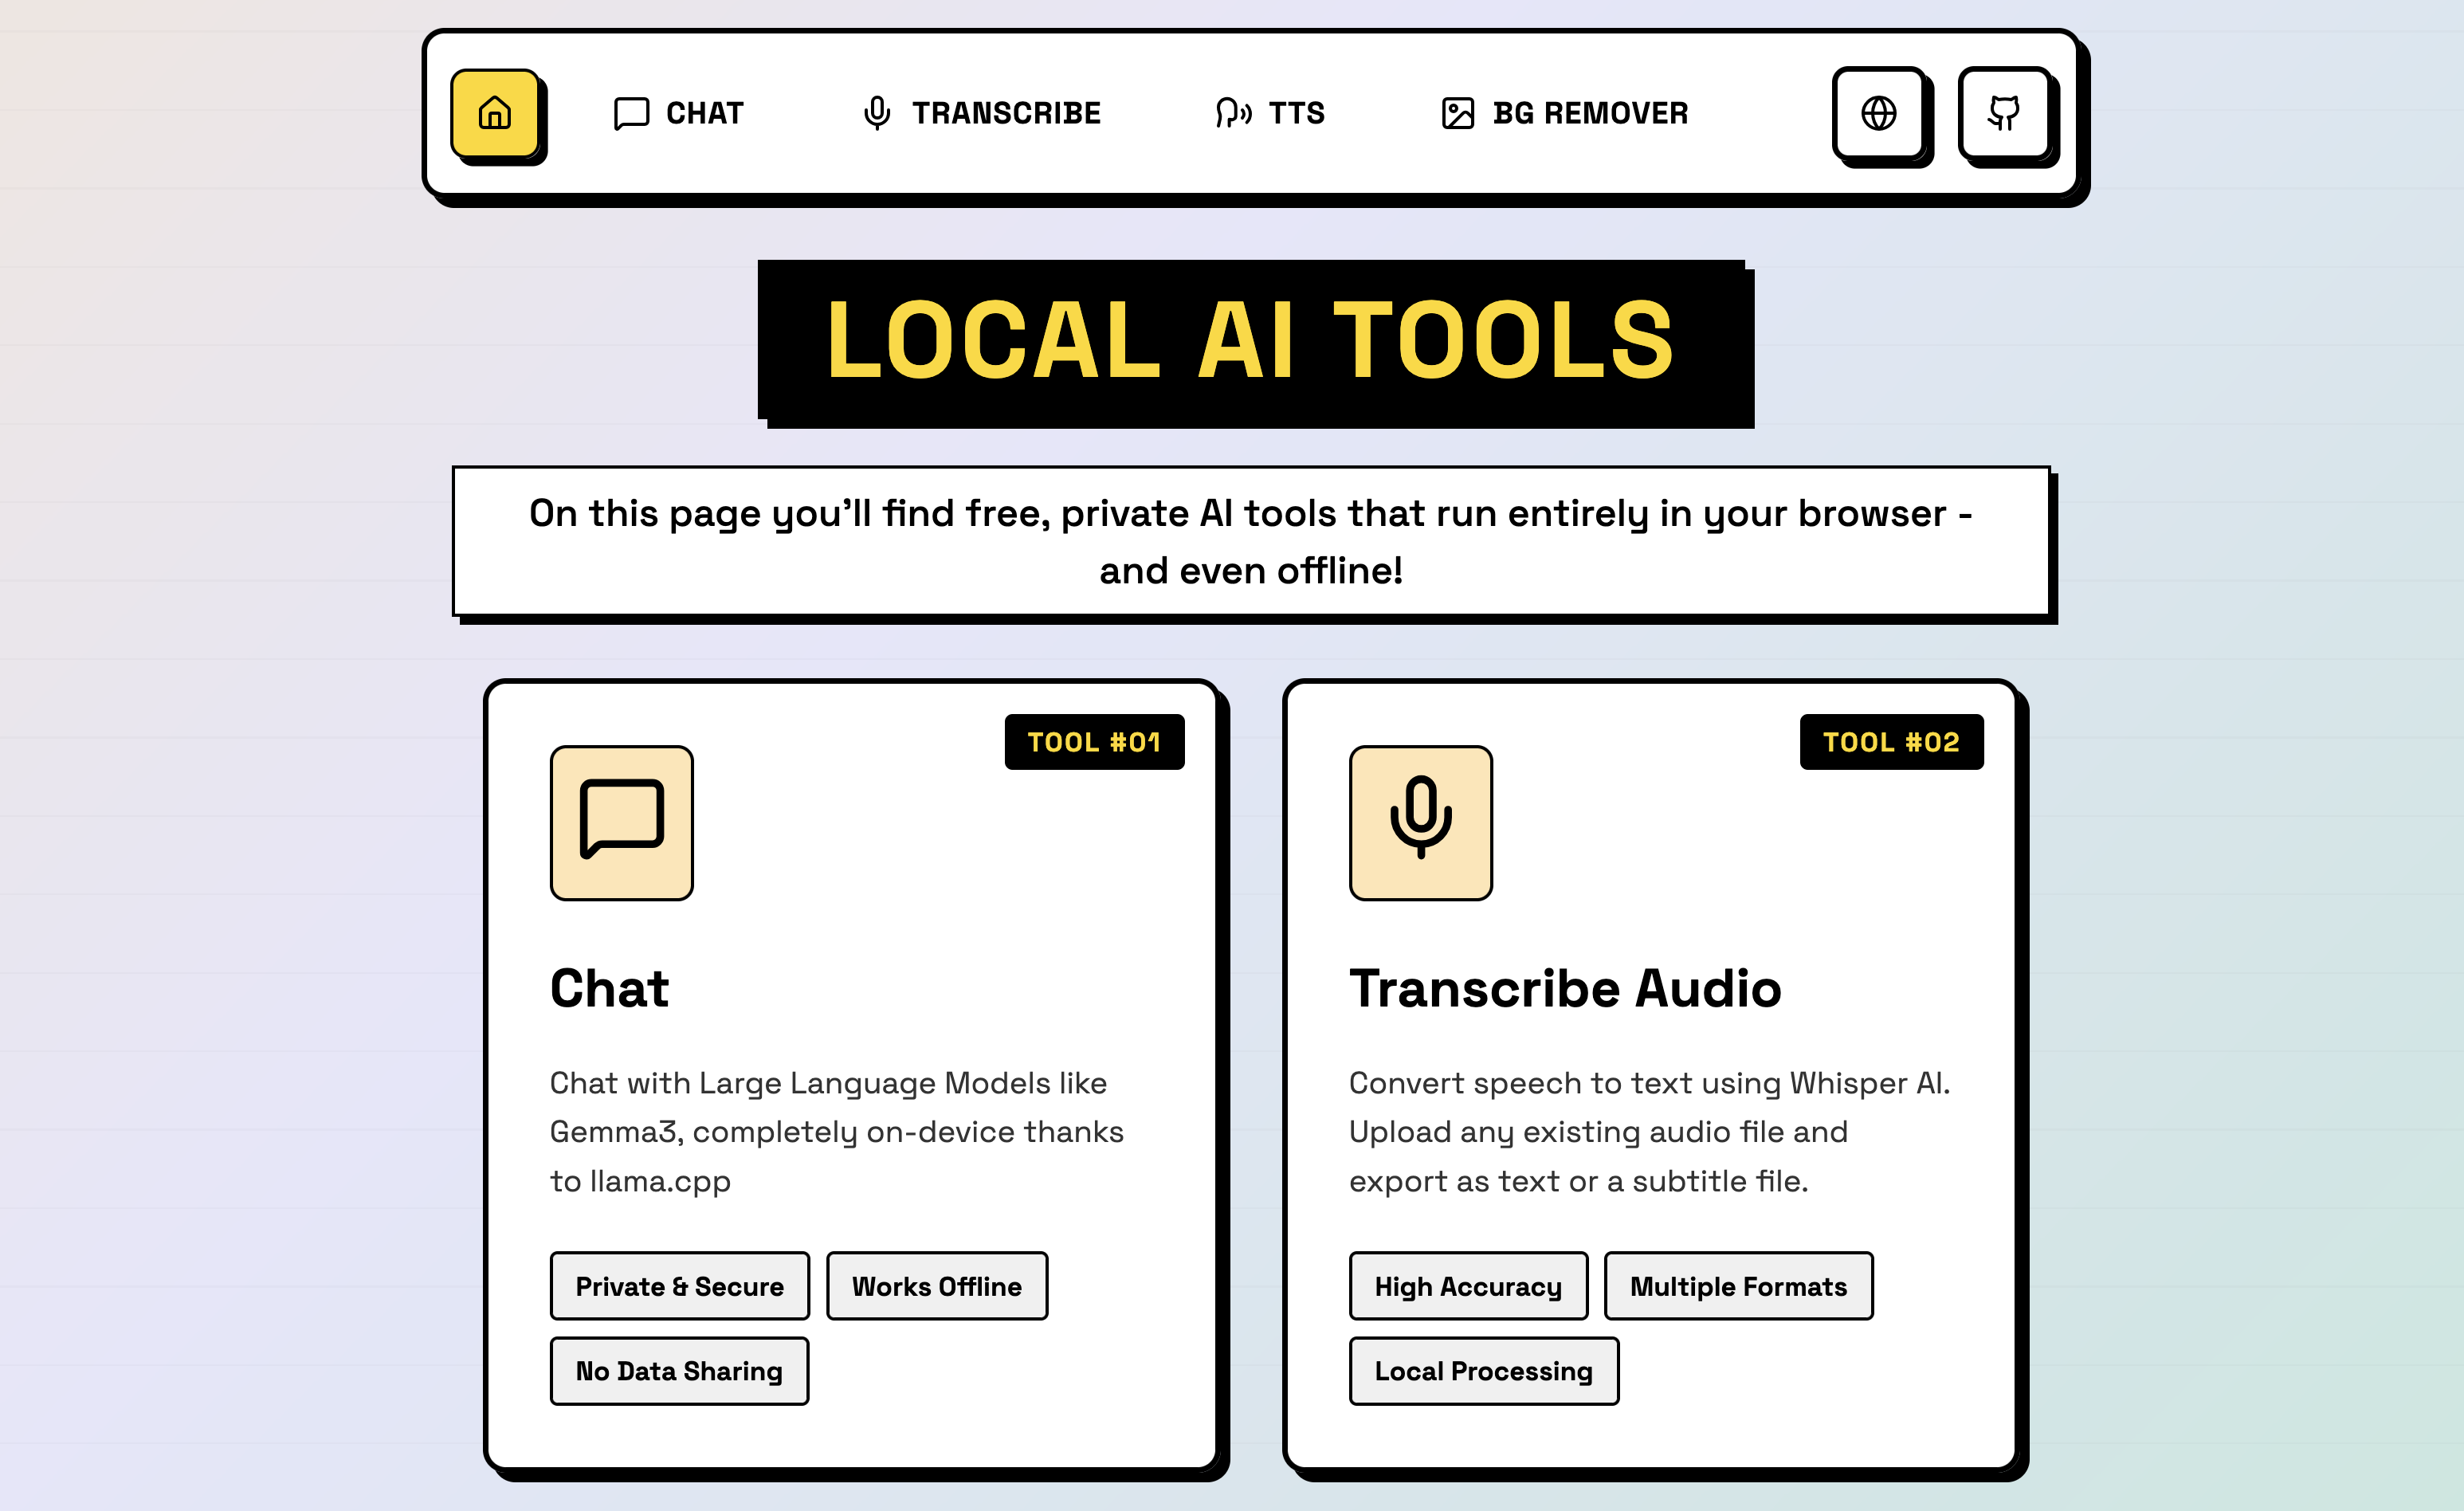 CHAT
TRANSCRIBE
TTS
BG REMOVER
LOCAL AI TOOLS
On this page you’ll find free, private AI tools that run entirely in your browser -
and even offline!
TOOL #01
Chat
Chat with Large Language Models like
Gemma3, completely on-device thanks
to llama.cpp
Private & Secure
Works Offline
No Data Sharing
TOOL #02
Transcribe Audio
Convert speech to text using Whisper AI.
Upload any existing audio file and
export as text or a subtitle file.
High Accuracy
Multiple Formats
Local Processing